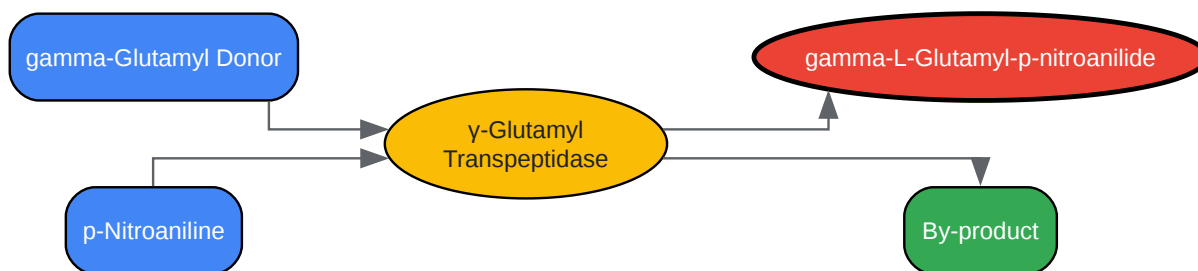 gamma-Glutamyl Donor
gamma-L-Glutamyl-p-nitroanilide
γ-Glutamyl
Transpeptidase
p-Nitroaniline
By-product